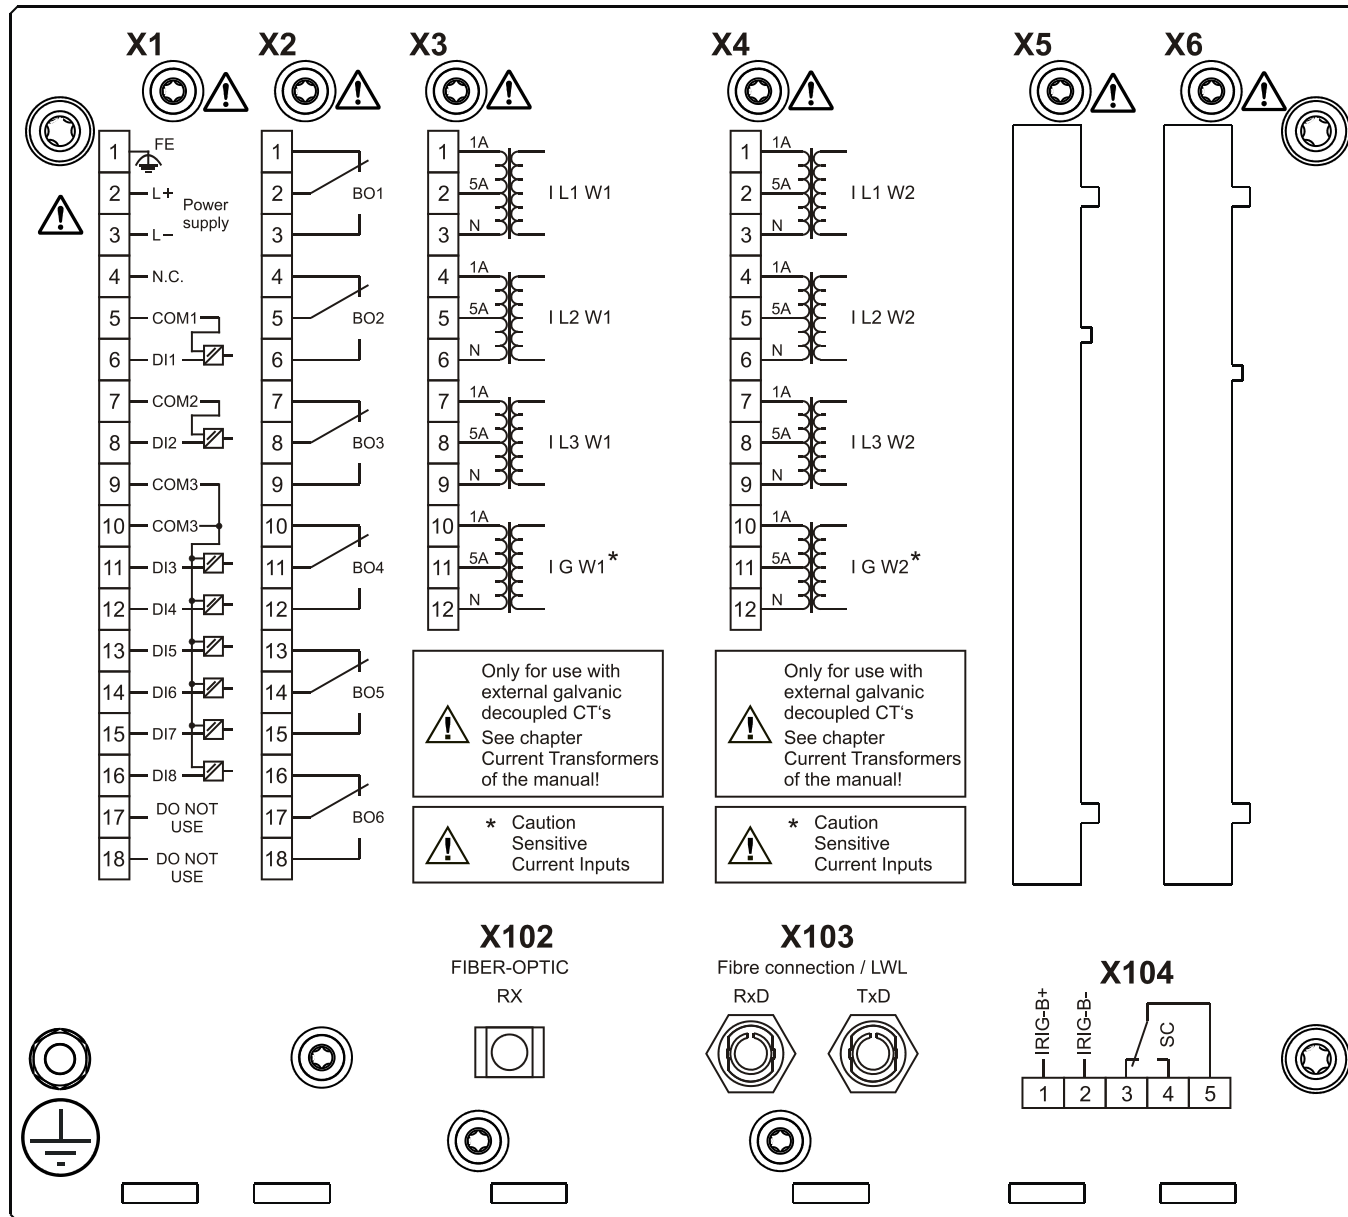 X1 X2 X3 X4 X5 X6
1 FE
2 L+
Power
supply
3 L−
4 N.C.
5 COM1
6 DI1
7 COM2
8 DI2
9 COM3
10 COM3
11 DI3
12 DI4
13 DI5
14 DI6
15 DI7
16 DI8
17 DO NOT
USE
18 DO NOT
USE
1
2 BO1
3
4
5 BO2
6
7
8 BO3
9
10
11 BO4
12
13
14 BO5
15
16
17 BO6
18
1 1A
2 5A I L1 W1
3 N
4 1A
5 5A I L2 W1
6 N
7 1A
8 5A I L3 W1
9 N
10 1A
11 5A I G W1*
12 N
Only for use with
external galvanic
decoupled CT‘s
See chapter
Current Transformers
of the manual!
* Caution
Sensitive
Current Inputs
1 1A
2 5A I L1 W2
3 N
4 1A
5 5A I L2 W2
6 N
7 1A
8 5A I L3 W2
9 N
10 1A
11 5A I G W2*
12 N
Only for use with
external galvanic
decoupled CT‘s
See chapter
Current Transformers
of the manual!
* Caution
Sensitive
Current Inputs
X102
FIBER-OPTIC
RX
X103
Fibre connection / LWL
RxD TxD
X104
IRIG-B+
IRIG-B-
SC
1 2 3 4 5